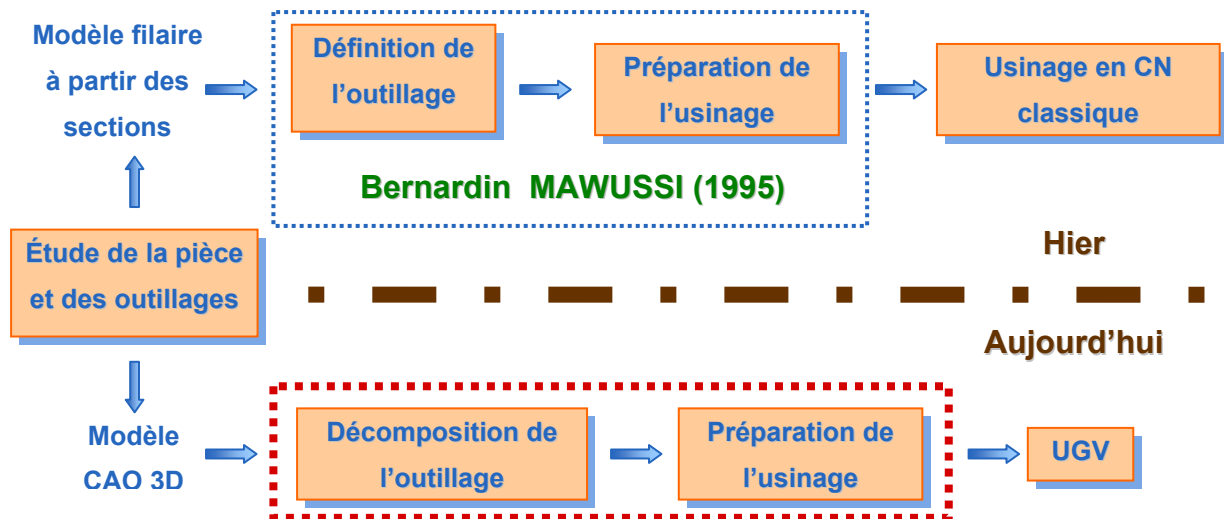 Modèle filaire
à partir des
sections
Définition de
l’outillage
Préparation de
l’usinage
Usinage en CN
classique
Bernardin MAWUSSI (1995)
Étude de la pièce
et des outillages
Hier
Aujourd’hui
Modèle
CAO 3D
Décomposition de
l’outillage
Préparation de
l’usinage
UGV